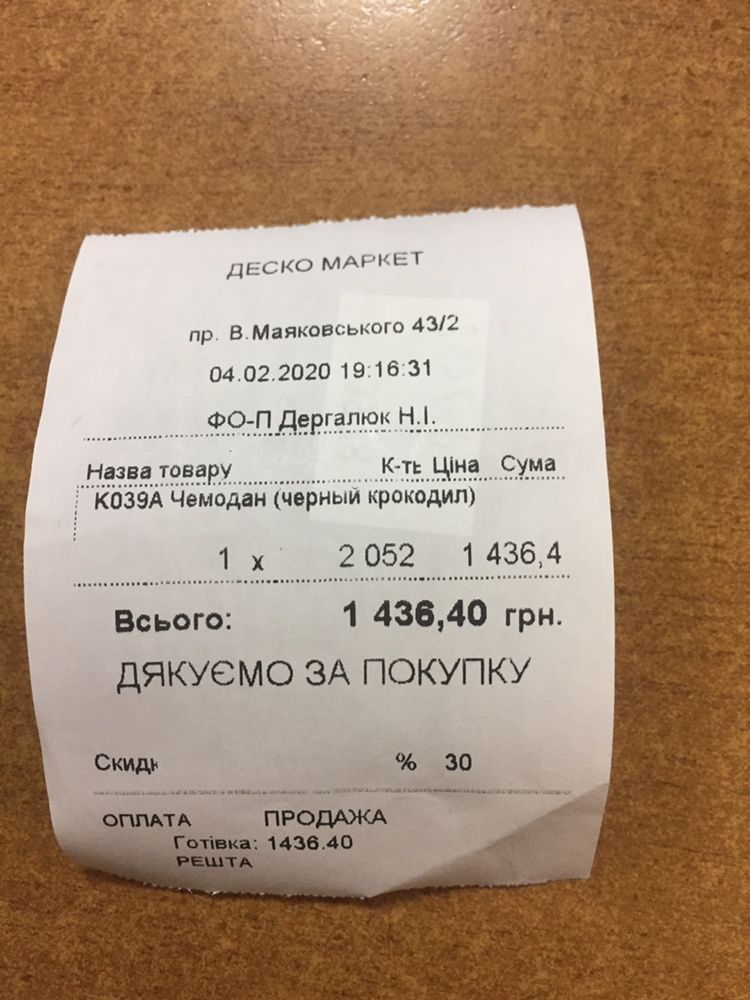 ДЕСКО МАРКЕТ
пр. В.Маяковського 43/2
04.02.2020 19:16:31
ФО-П Дергалюк Н.І.
Назва товару К-ть Ціна Сума
К039А Чемодан (черный крокодил)
1 х 2 052 1 436,4
Всього: 1 436,40 грн.
ДЯКУЄМО ЗА ПОКУПКУ
Скидк % 30
ОПЛАТА ПРОДАЖА
Готівка: 1436.40
РЕШТА